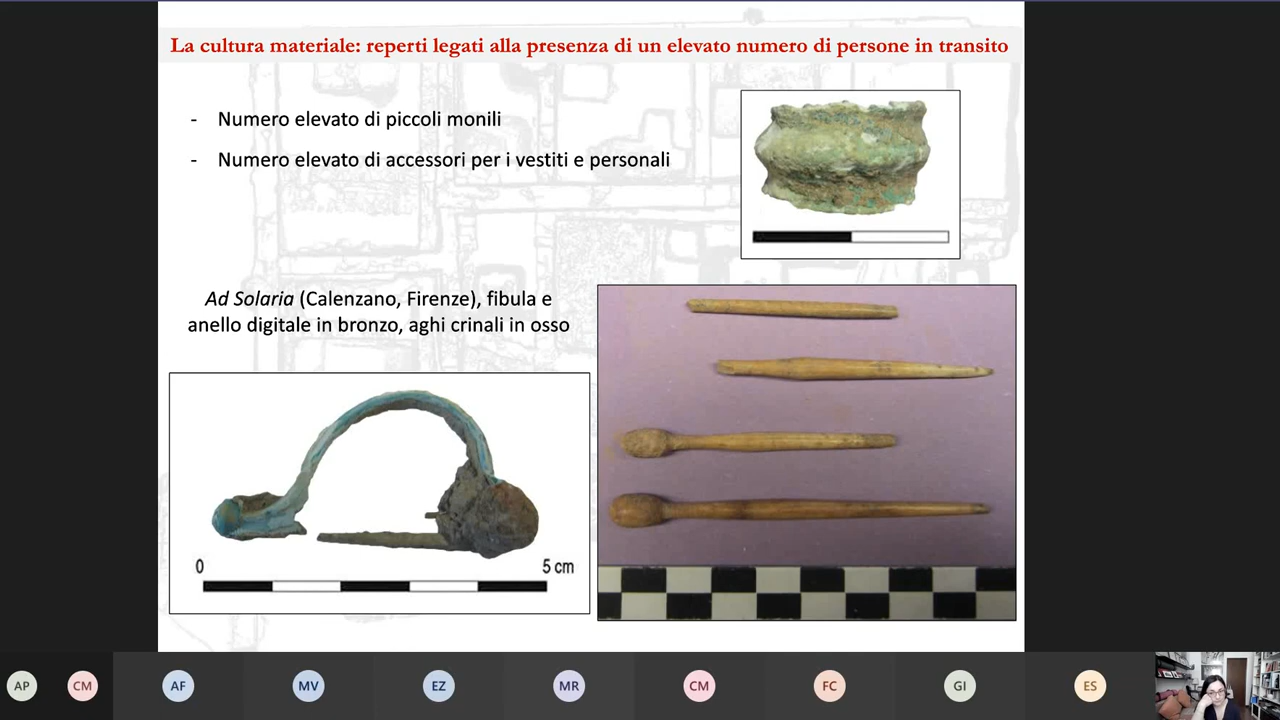 La cultura materiale: reperti legati alla presenza di un elevato numero di persone in transito
- Numero elevato di piccoli monili
- Numero elevato di accessori per i vestiti e personali
Ad Solaria (Calenzano, Firenze), fibula e
anello digitale in bronzo, aghi crinali in osso
0 5 cm
AP CM AF MV EZ MR CM FC GI ES